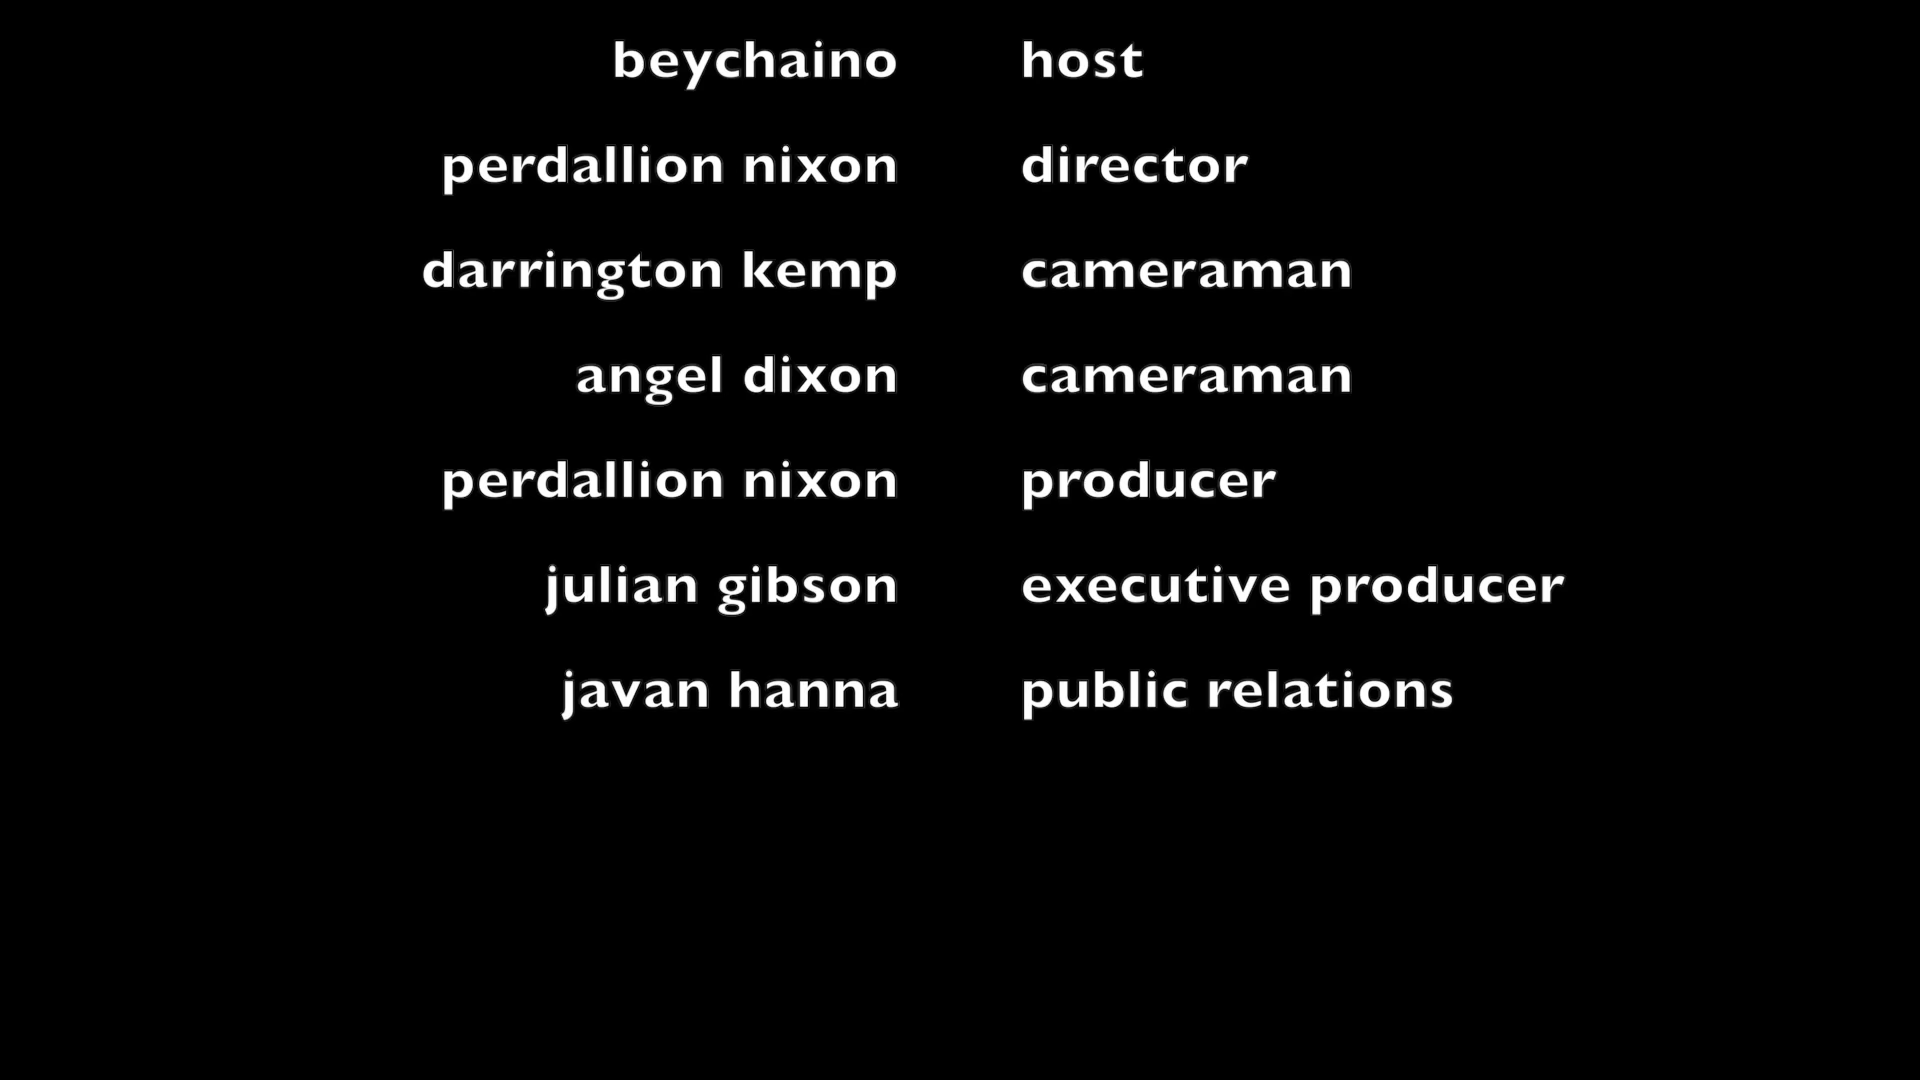 beychaino host
perdallion nixon director
darrington kemp cameraman
angel dixon cameraman
perdallion nixon producer
julian gibson executive producer
javan hanna public relations